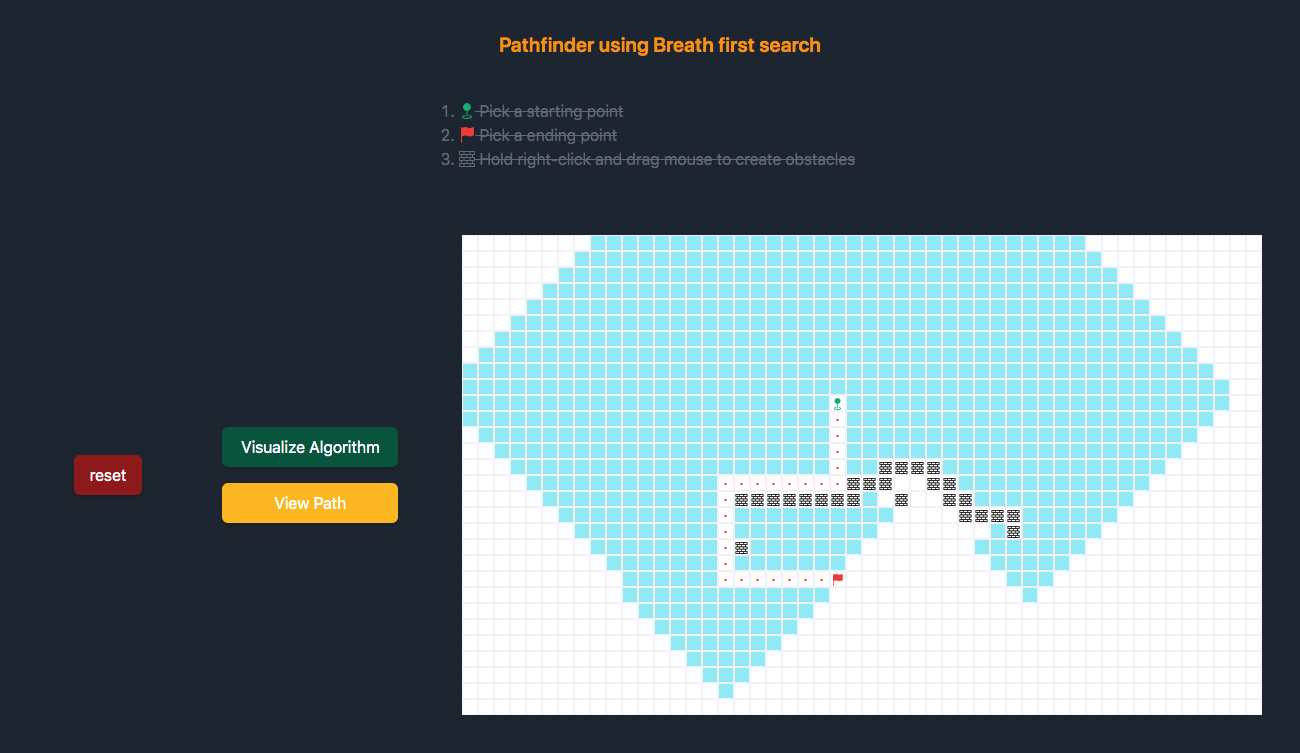 Pathfinder using Breath first search
1. Pick a starting point
2. Pick a ending point
3. Hold right-click and drag mouse to create obstacles
Visualize Algorithm
reset
View Path